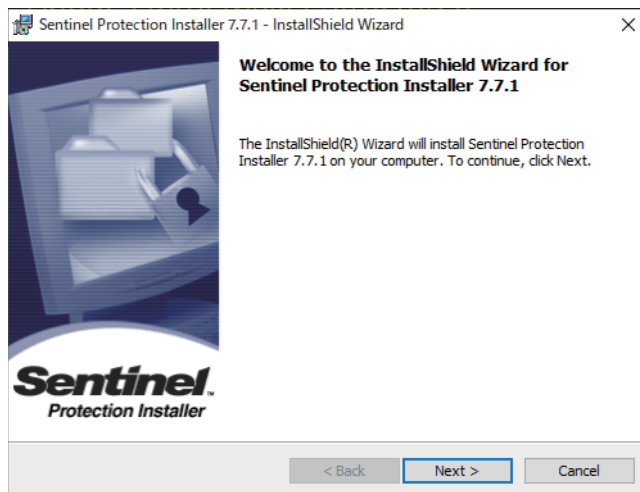 Sentinel Protection Installer 7.7.1 - InstallShield Wizard
Welcome to the InstallShield Wizard for
Sentinel Protection Installer 7.7.1
The InstallShield(R) Wizard will install Sentinel Protection
Installer 7.7.1 on your computer. To continue, click Next.
Sentinel™
Protection Installer
< Back
Next >
Cancel